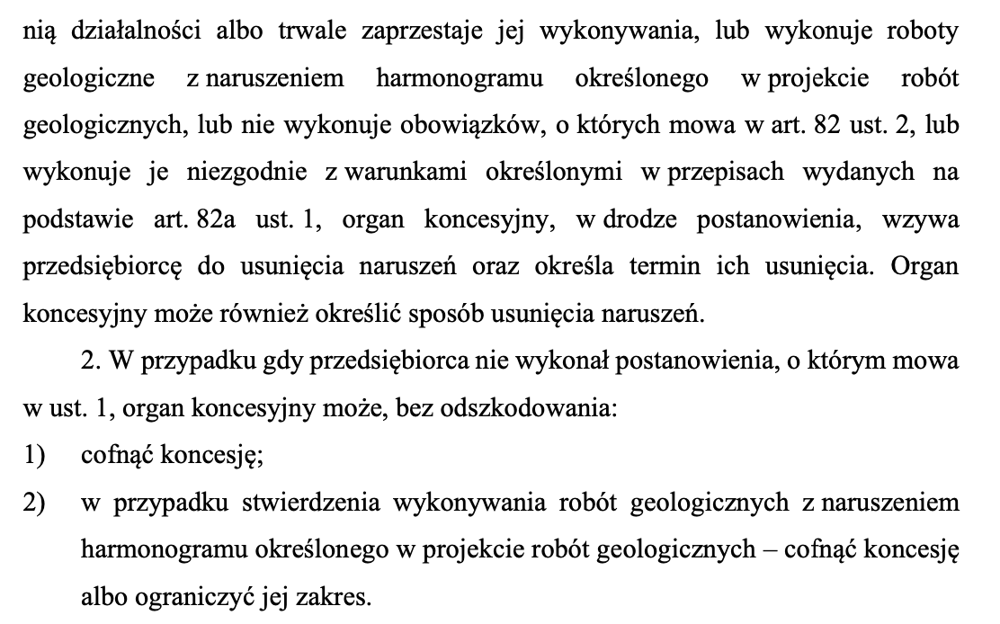 nią działalności albo trwale zaprzestaje jej wykonywania, lub wykonuje roboty
geologiczne z naruszeniem harmonogramu określonego w projekcie robót
geologicznych, lub nie wykonuje obowiązków, o których mowa w art. 82 ust. 2, lub
wykonuje je niezgodnie z warunkami określonymi w przepisach wydanych na
podstawie art. 82a ust. 1, organ koncesyjny, w drodze postanowienia, wzywa
przedsiębiorcę do usunięcia naruszeń oraz określa termin ich usunięcia. Organ
koncesyjny może również określić sposób usunięcia naruszeń.
2. W przypadku gdy przedsiębiorca nie wykonał postanowienia, o którym mowa
w ust. 1, organ koncesyjny może, bez odszkodowania:
1) cofnąć koncesję;
2) w przypadku stwierdzenia wykonywania robót geologicznych z naruszeniem
harmonogramu określonego w projekcie robót geologicznych – cofnąć koncesję
albo ograniczyć jej zakres.